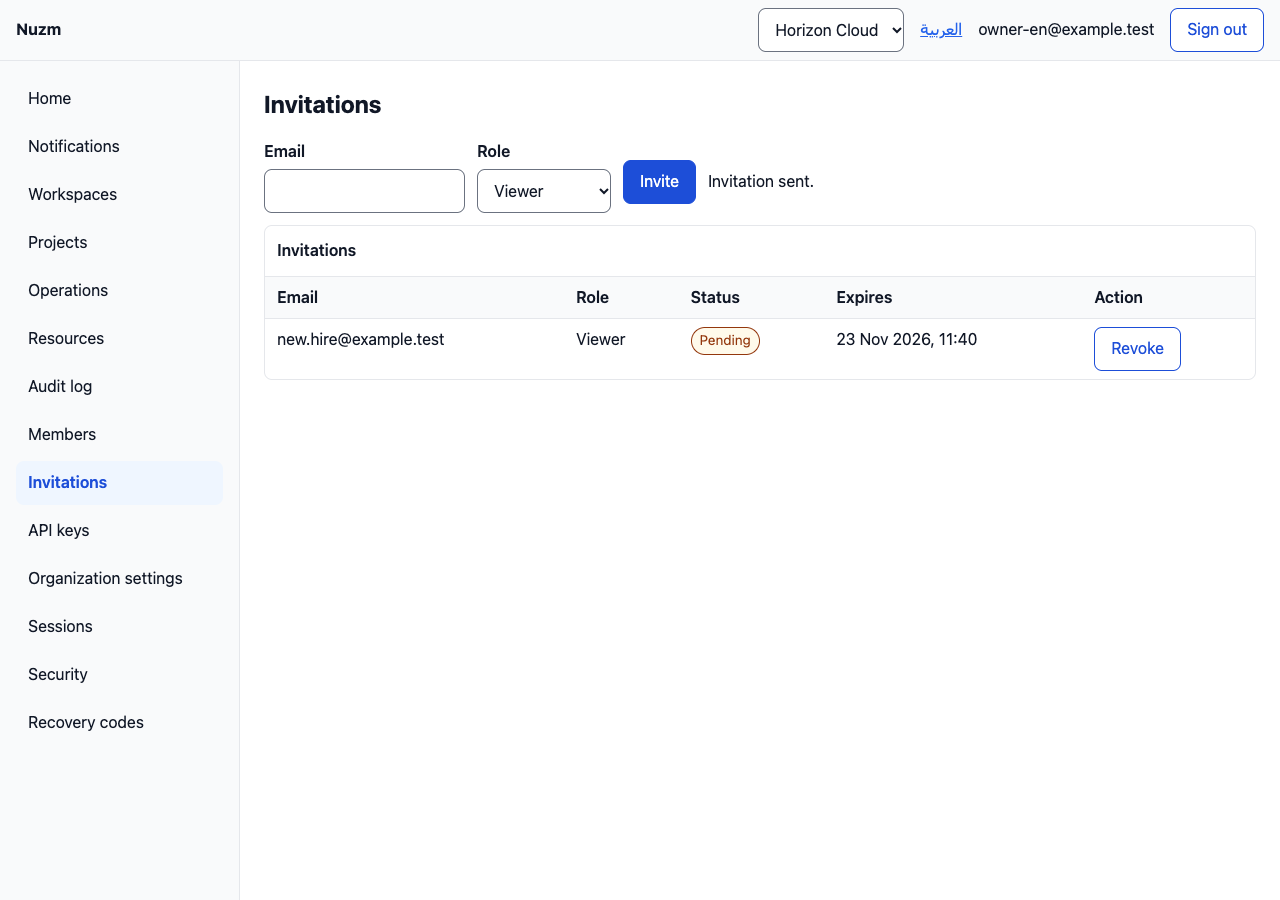 Nuzm
Horizon Cloud
العربية
owner-en@example.test
Sign out
Home
Notifications
Workspaces
Projects
Operations
Resources
Audit log
Members
Invitations
API keys
Organization settings
Sessions
Security
Recovery codes
Invitations
Email Role
Viewer Invite Invitation sent.
Invitations
Email Role Status Expires Action
new.hire@example.test Viewer Pending 23 Nov 2026, 11:40 Revoke